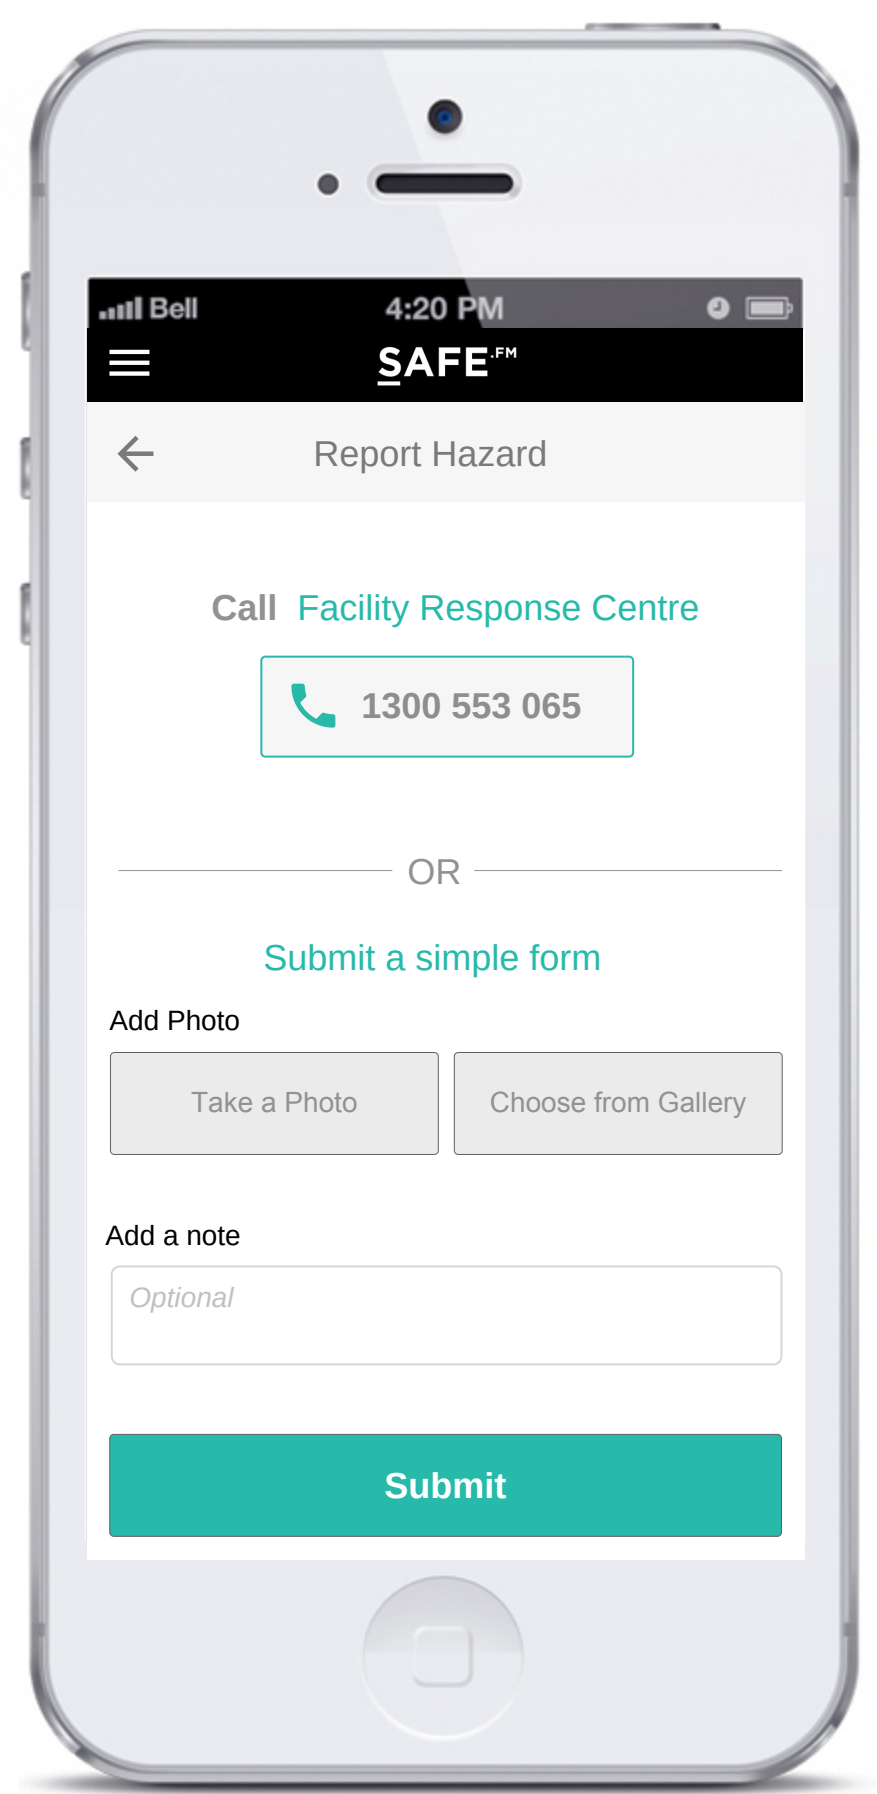 Bell 4:20 PM
SAFE.FM
Report Hazard
Call Facility Response Centre
1300 553 065
OR
Submit a simple form
Add Photo
Take a Photo Choose from Gallery
Add a note
Optional
Submit